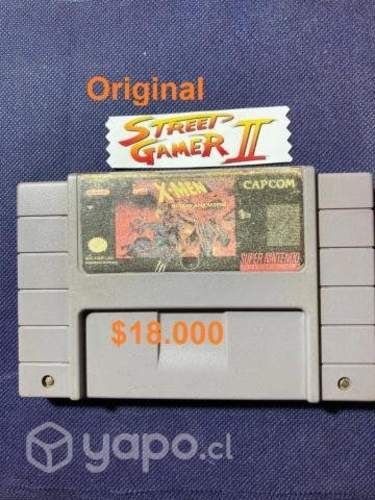 Original
STREET
GAMER II
X-MEN
CAPCOM
SUPER NINTENDO
$18.000
yapo.cl